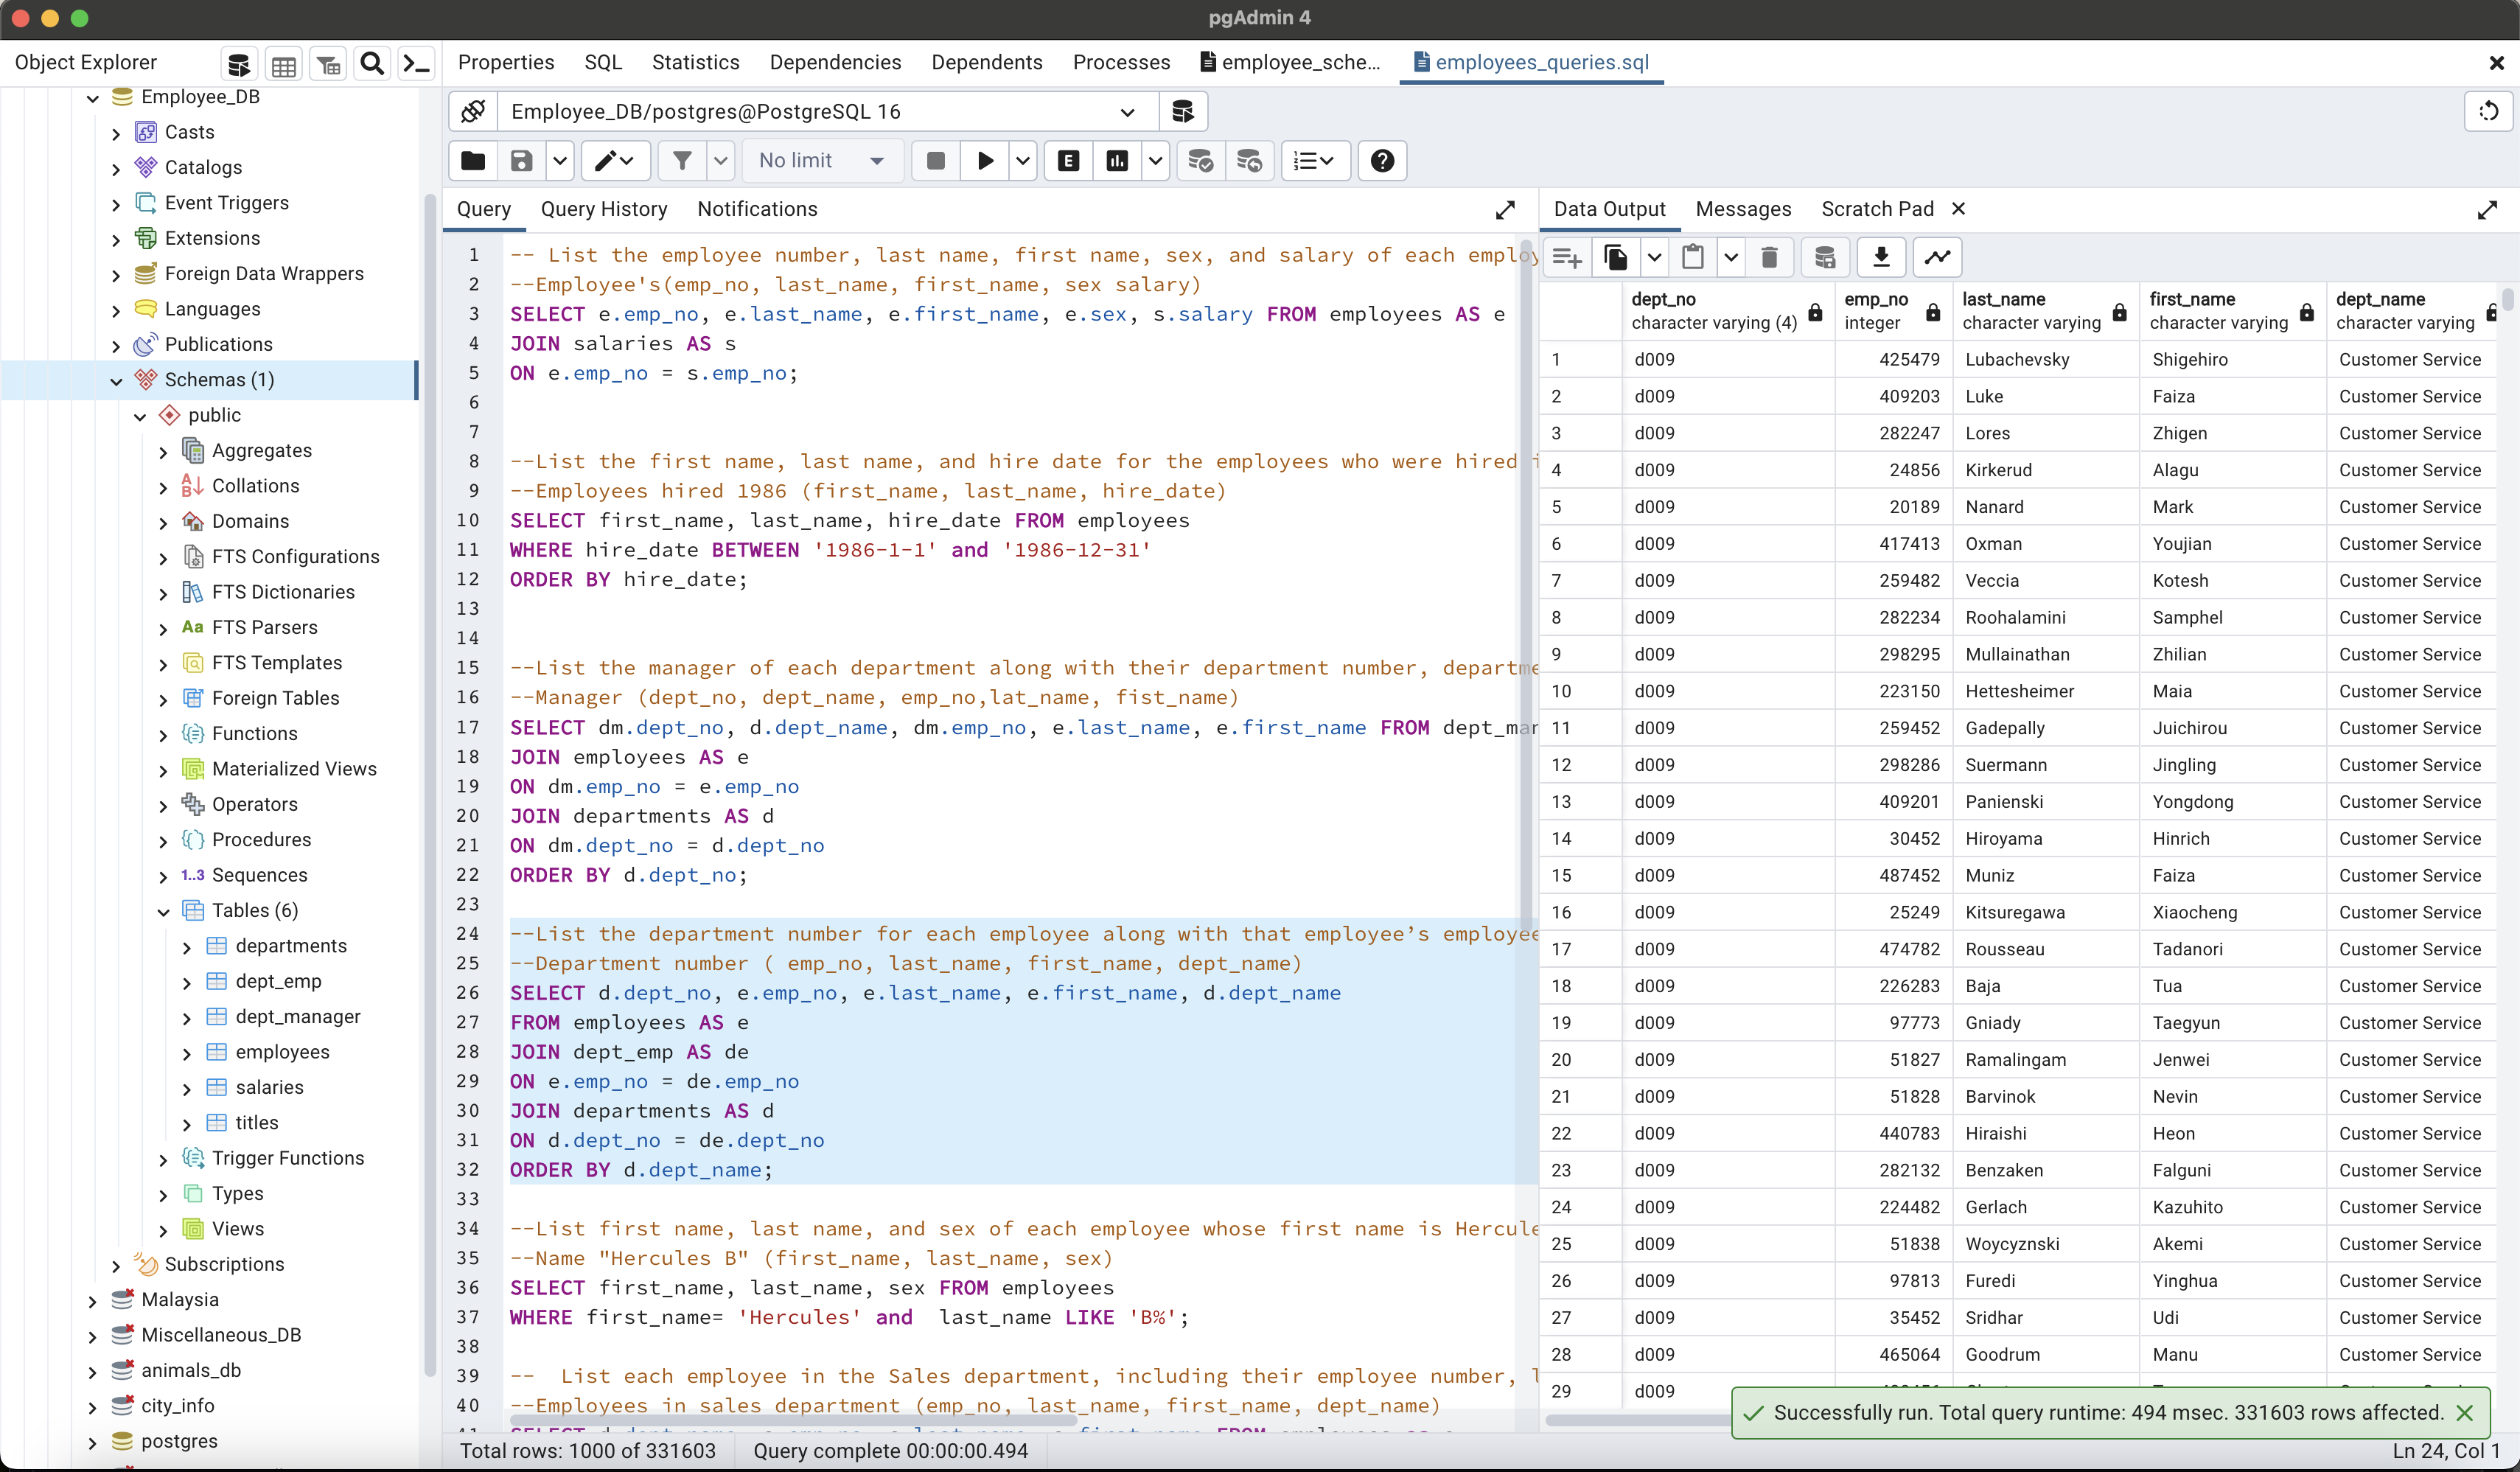 pgAdmin 4
Object Explorer
Properties
SQL
Statistics
Dependencies
Dependents
Processes
employee_sche...
employees_queries.sql
Employee_DB
Casts
Catalogs
Event Triggers
Extensions
Foreign Data Wrappers
Languages
Publications
Schemas (1)
public
Aggregates
Collations
Domains
FTS Configurations
FTS Dictionaries
Aa FTS Parsers
FTS Templates
Foreign Tables
Functions
Materialized Views
Operators
Procedures
1..3 Sequences
Tables (6)
departments
dept_emp
dept_manager
employees
salaries
titles
Trigger Functions
Types
Views
Subscriptions
Malaysia
Miscellaneous_DB
animals_db
city_info
postgres
Employee_DB/postgres@PostgreSQL 16
No limit
E
Query
Query History
Notifications
1 -- List the employee number, last name, first name, sex, and salary of each employ
2 --Employee's(emp_no, last_name, first_name, sex salary)
3 SELECT e.emp_no, e.last_name, e.first_name, e.sex, s.salary FROM employees AS e
4 JOIN salaries AS s
5 ON e.emp_no = s.emp_no;
6
7
8 --List the first name, last name, and hire date for the employees who were hired i
9 --Employees hired 1986 (first_name, last_name, hire_date)
10 SELECT first_name, last_name, hire_date FROM employees
11 WHERE hire_date BETWEEN '1986-1-1' and '1986-12-31'
12 ORDER BY hire_date;
13
14
15 --List the manager of each department along with their department number, departme
16 --Manager (dept_no, dept_name, emp_no,lat_name, fist_name)
17 SELECT dm.dept_no, d.dept_name, dm.emp_no, e.last_name, e.first_name FROM dept_man
18 JOIN employees AS e
19 ON dm.emp_no = e.emp_no
20 JOIN departments AS d
21 ON dm.dept_no = d.dept_no
22 ORDER BY d.dept_no;
23
24 --List the department number for each employee along with that employee’s employee
25 --Department number ( emp_no, last_name, first_name, dept_name)
26 SELECT d.dept_no, e.emp_no, e.last_name, e.first_name, d.dept_name
27 FROM employees AS e
28 JOIN dept_emp AS de
29 ON e.emp_no = de.emp_no
30 JOIN departments AS d
31 ON d.dept_no = de.dept_no
32 ORDER BY d.dept_name;
33
34 --List first name, last name, and sex of each employee whose first name is Hercule
35 --Name "Hercules B" (first_name, last_name, sex)
36 SELECT first_name, last_name, sex FROM employees
37 WHERE first_name= 'Hercules' and  last_name LIKE 'B%';
38
39 --  List each employee in the Sales department, including their employee number, l
40 --Employees in sales department (emp_no, last_name, first_name, dept_name)
Data Output
Messages
Scratch Pad
dept_no emp_no last_name first_name dept_name
character varying (4) integer character varying character varying character varying
1 d009 425479 Lubachevsky Shigehiro Customer Service
2 d009 409203 Luke Faiza Customer Service
3 d009 282247 Lores Zhigen Customer Service
4 d009 24856 Kirkerud Alagu Customer Service
5 d009 20189 Nanard Mark Customer Service
6 d009 417413 Oxman Youjian Customer Service
7 d009 259482 Veccia Kotesh Customer Service
8 d009 282234 Roohalamini Samphel Customer Service
9 d009 298295 Mullainathan Zhilian Customer Service
10 d009 223150 Hettesheimer Maia Customer Service
11 d009 259452 Gadepally Juichirou Customer Service
12 d009 298286 Suermann Jingling Customer Service
13 d009 409201 Panienski Yongdong Customer Service
14 d009 30452 Hiroyama Hinrich Customer Service
15 d009 487452 Muniz Faiza Customer Service
16 d009 25249 Kitsuregawa Xiaocheng Customer Service
17 d009 474782 Rousseau Tadanori Customer Service
18 d009 226283 Baja Tua Customer Service
19 d009 97773 Gniady Taegyun Customer Service
20 d009 51827 Ramalingam Jenwei Customer Service
21 d009 51828 Barvinok Nevin Customer Service
22 d009 440783 Hiraishi Heon Customer Service
23 d009 282132 Benzaken Falguni Customer Service
24 d009 224482 Gerlach Kazuhito Customer Service
25 d009 51838 Woycyznski Akemi Customer Service
26 d009 97813 Furedi Yinghua Customer Service
27 d009 35452 Sridhar Udi Customer Service
28 d009 465064 Goodrum Manu Customer Service
29 d009
Successfully run. Total query runtime: 494 msec. 331603 rows affected.
Total rows: 1000 of 331603
Query complete 00:00:00.494
Ln 24, Col 1